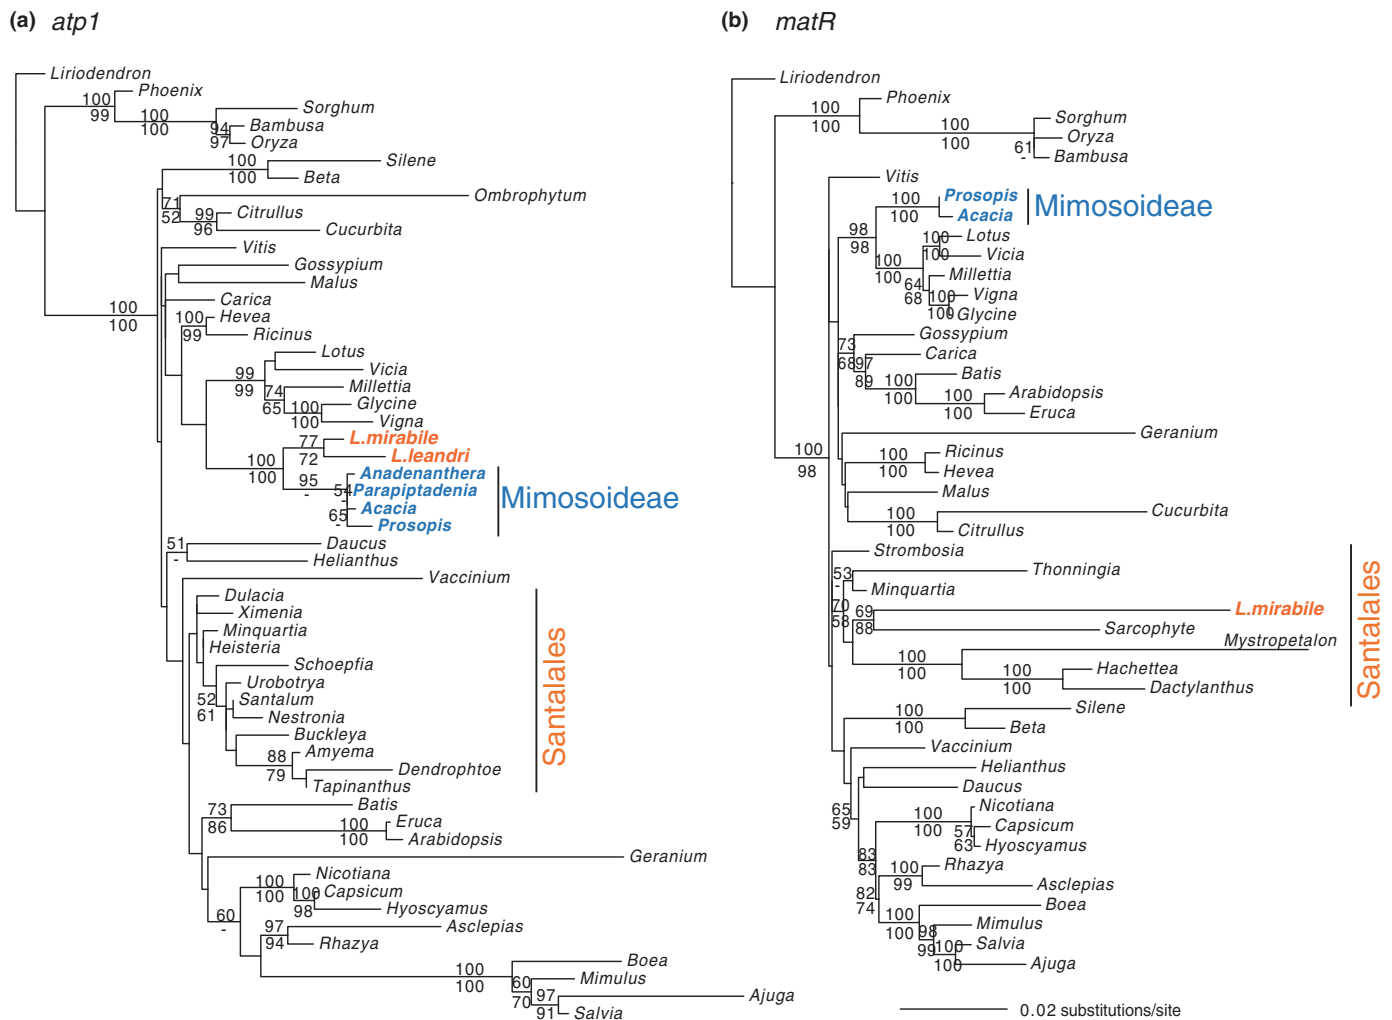 (a) atp1
Liriodendron
Phoenix
100
99
Sorghum
100
100
Bambusa
94
97
Oryza
Silene
100
100
Beta
Ombrophytum
71
52
Citrullus
99
96
Cucurbita
Vitis
Gossypium
Malus
100
100
Carica
Hevea
100
99
Ricinus
Lotus
Vicia
99
99
Millettia
74
65
Glycine
100
100
Vigna
L.mirabile
77
72
L.leandri
100
100
Anadenanthera
95
-
Parapiptadenia
54
-
Acacia
65
-
Prosopis
Mimosoideae
Daucus
51
-
Helianthus
Vaccinium
Dulacia
Ximenia
Minquartia
Heisteria
Schoepfia
Urobotrya
52
61
Santalum
Nestronia
Buckleya
Amyema
88
79
Dendrophtoe
Tapinanthus
Santalales
Batis
73
86
Eruca
100
100
Arabidopsis
Geranium
Nicotiana
100
100
Capsicum
100
98
Hyoscyamus
60
-
Asclepias
97
94
Rhazya
Boea
100
100
Mimulus
60
70
Ajuga
97
91
Salvia
(b) matR
Liriodendron
Phoenix
100
100
Sorghum
100
100
Oryza
61
-
Bambusa
Vitis
Prosopis
100
100
Acacia
Mimosoideae
98
98
Lotus
100
100
Vicia
100
100
Millettia
64
68
Vigna
100
100
Glycine
Gossypium
73
68
Carica
97
89
Batis
100
100
Arabidopsis
100
100
Eruca
100
98
Geranium
Ricinus
100
100
Hevea
Malus
Cucurbita
100
100
Citrullus
Strombosia
Thonningia
53
-
Minquartia
70
58
L.mirabile
69
88
Sarcophyte
Mystropetalon
100
100
Hachettea
100
100
Dactylanthus
Santalales
Silene
100
100
Beta
Vaccinium
Helianthus
Daucus
65
59
Nicotiana
100
100
Capsicum
57
63
Hyoscyamus
83
83
Rhazya
100
99
Asclepias
82
74
Boea
100
100
Mimulus
98
99
Salvia
100
100
Ajuga
0.02 substitutions/site